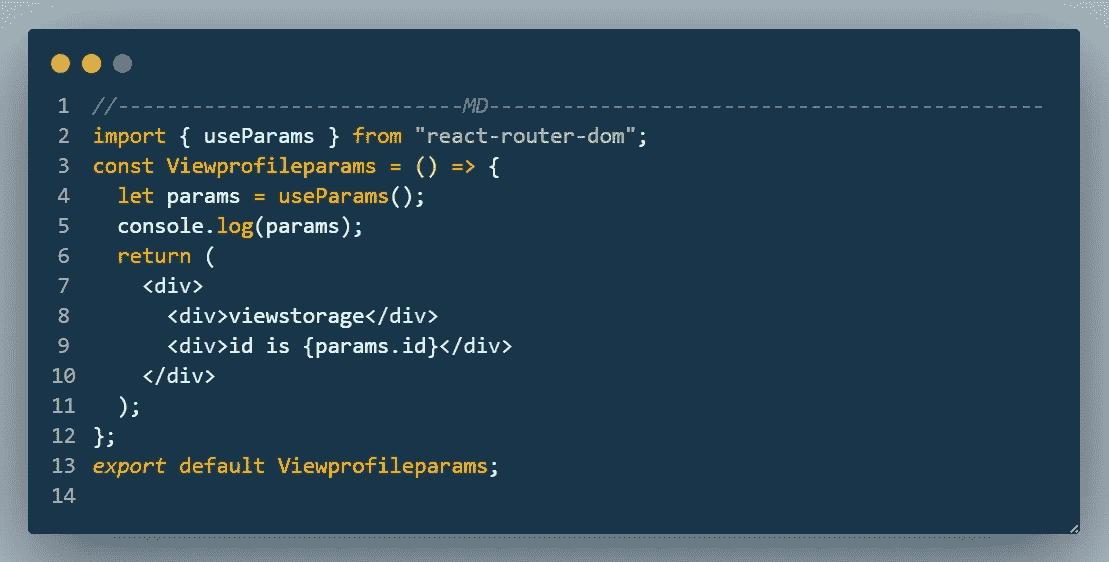 1 //----------------------------MD---------------------------------------------
2 import { useParams } from "react-router-dom";
3 const Viewprofileparams = () => {
4   let params = useParams();
5   console.log(params);
6   return (
7     <div>
8       <div>viewstorage</div>
9       <div>id is {params.id}</div>
10     </div>
11   );
12 };
13 export default Viewprofileparams;
14